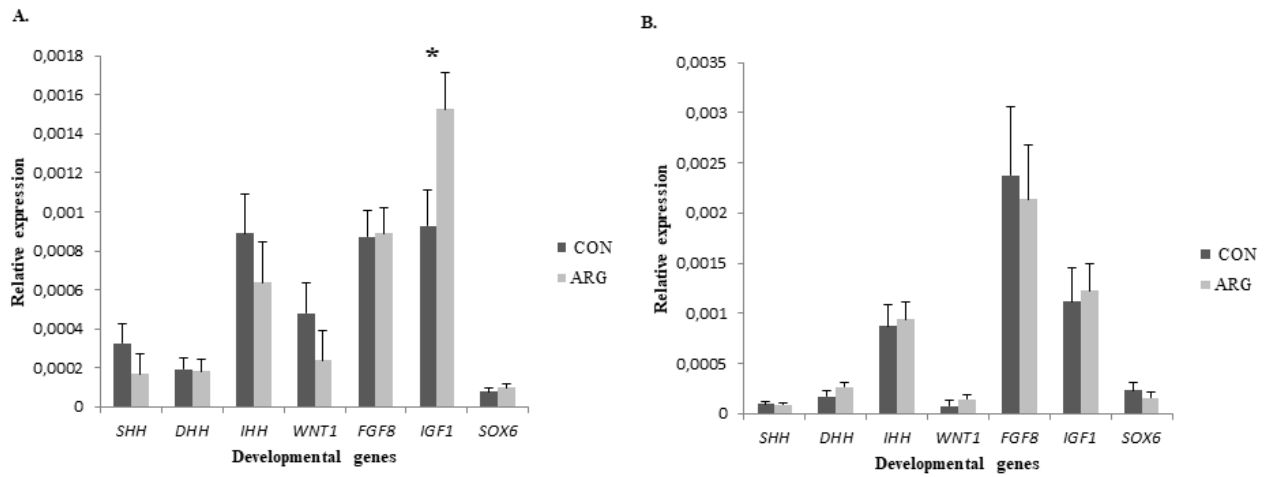 A.
0,0018
*
0,0016
0,0014
0,0012
0,001
0,0008
0,0006
0,0004
0,0002
0
Relative expression
SHH DHH IHH WNT1 FGF8 IGF1 SOX6
Developmental genes
CON
ARG
B.
0,0035
0,003
0,0025
0,002
0,0015
0,001
0,0005
0
Relative expression
SHH DHH IHH WNT1 FGF8 IGF1 SOX6
Developmental genes
CON
ARG